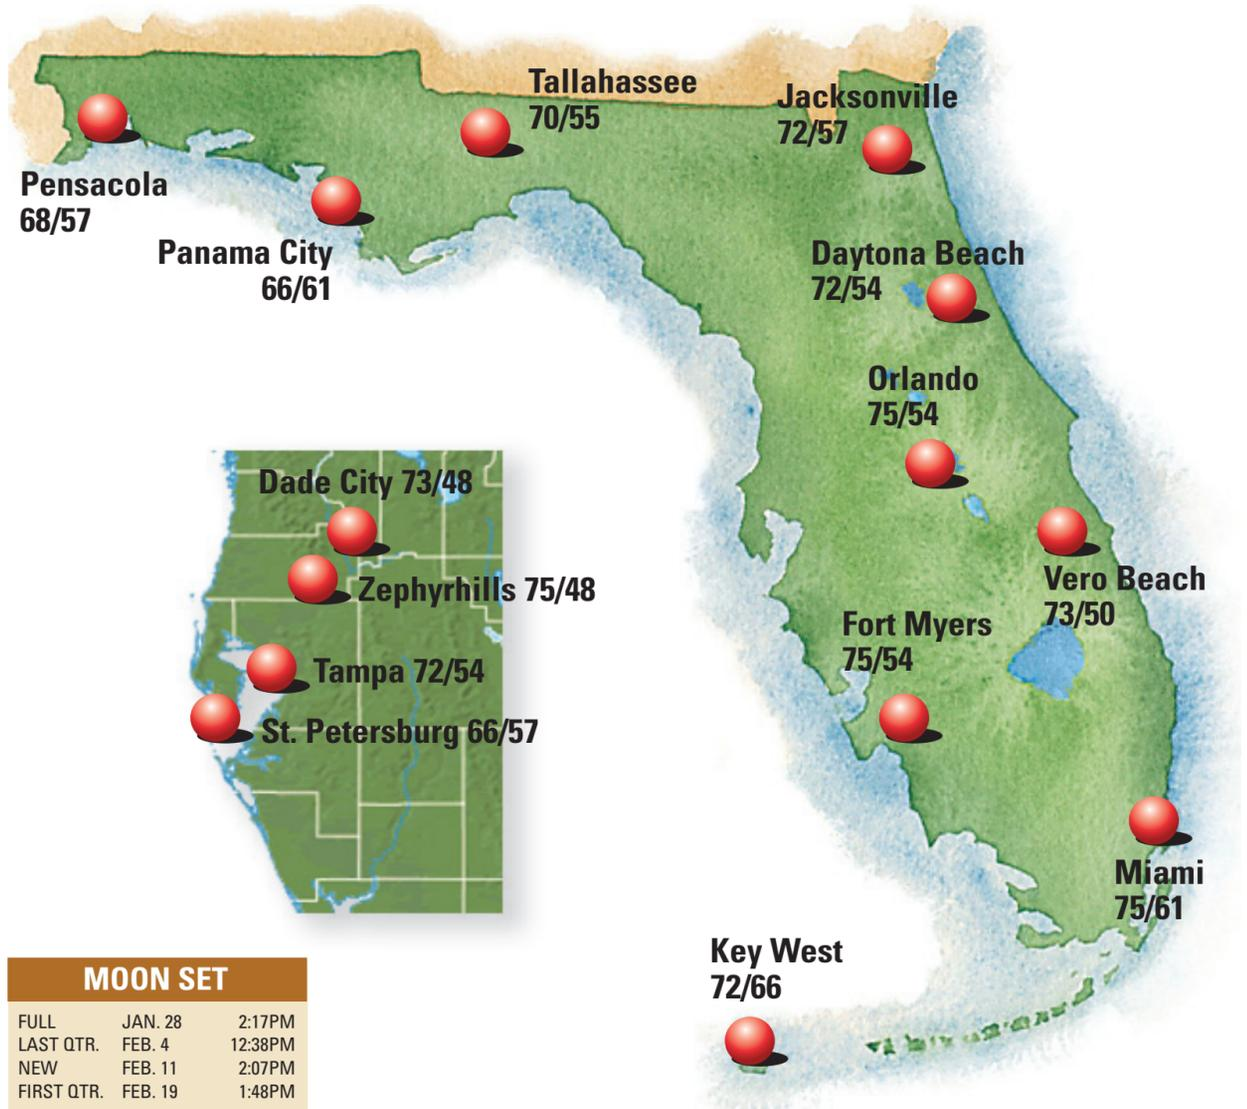 Tallahassee
70/55
Jacksonville
72/57
Pensacola
68/57
Panama City
66/61
Daytona Beach
72/54
Orlando
75/54
Dade City 73/48
Zephyrhills 75/48
Tampa 72/54
St. Petersburg 66/57
Vero Beach
73/50
Fort Myers
75/54
Miami
75/61
Key West
72/66
MOON SET
FULL JAN. 28 2:17PM
LAST QTR. FEB. 4 12:38PM
NEW FEB. 11 2:07PM
FIRST QTR. FEB. 19 1:48PM